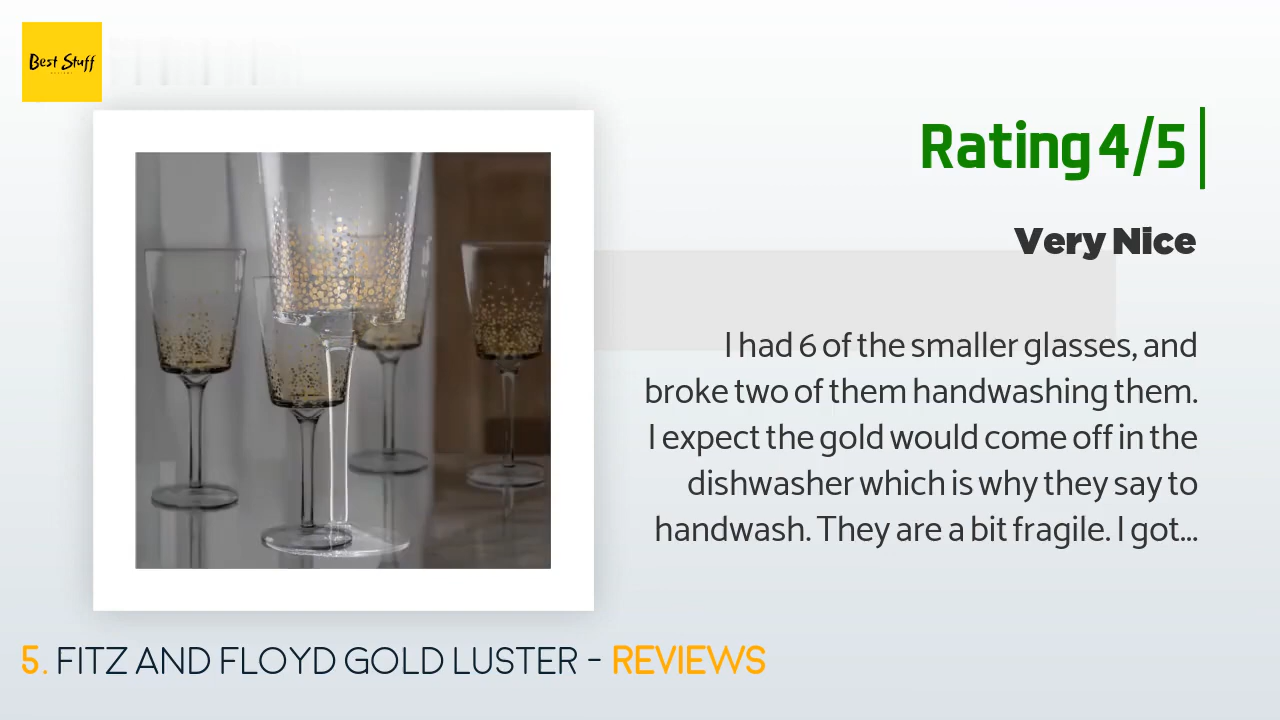 Best Stuff
Rating 4/5
Very Nice
I had 6 of the smaller glasses, and
broke two of them handwashing them.
I expect the gold would come off in the
dishwasher which is why they say to
handwash. They are a bit fragile. I got...
5. FITZ AND FLOYD GOLD LUSTER - REVIEWS